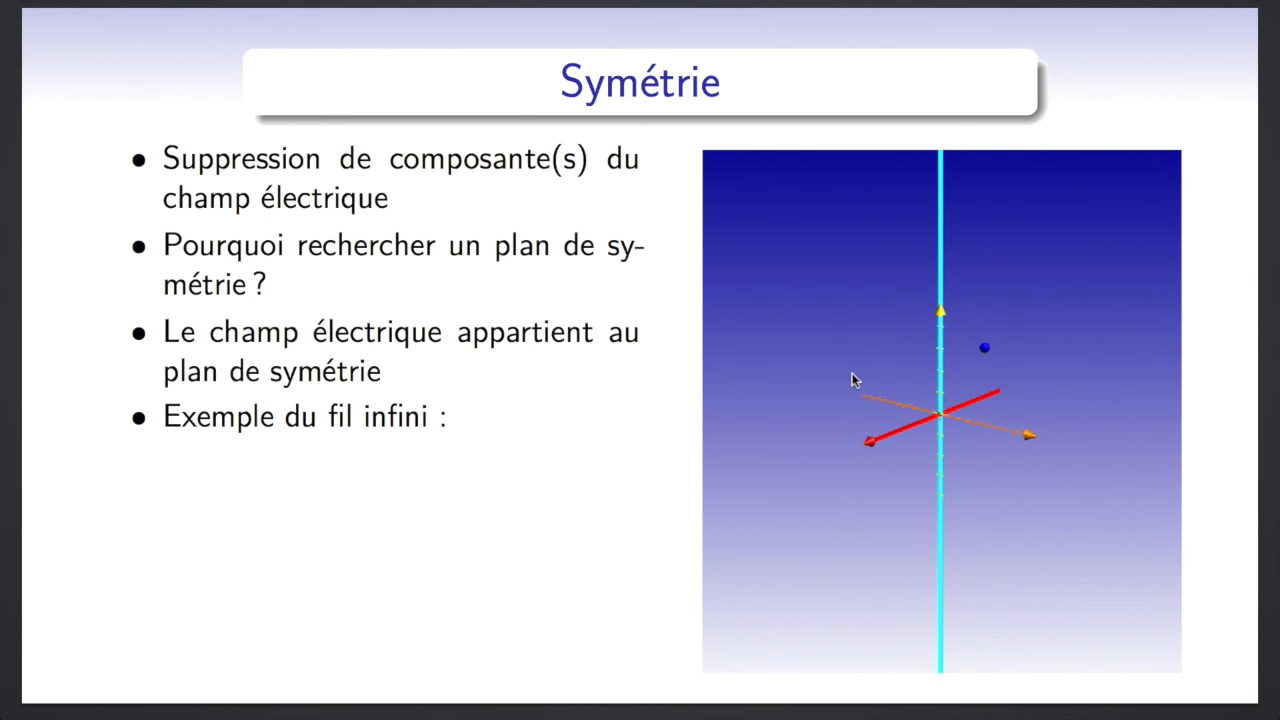 Symétrie
• Suppression de composante(s) du
champ électrique
• Pourquoi rechercher un plan de sy-
métrie ?
• Le champ électrique appartient au
plan de symétrie
• Exemple du fil infini :